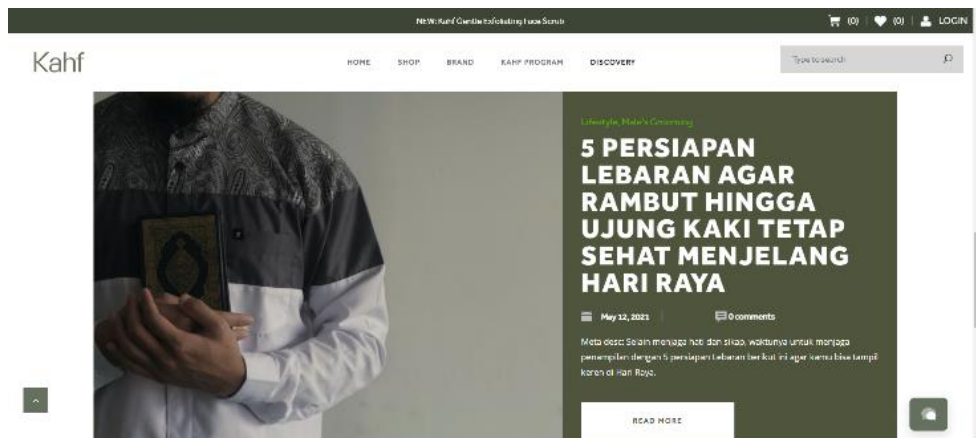 NEW: Kahf Gentle Exfoliating Face Scrub
(0) | (0) | LOGIN
Kahf
HOME SHOP BRAND KAHF PROGRAM DISCOVERY
Type to search
Lifestyle, Male's Grooming
5 PERSIAPAN
LEBARAN AGAR
RAMBUT HINGGA
UJUNG KAKI TETAP
SEHAT MENJELANG
HARI RAYA
May 12, 2021 | 0 comments
Meta desc: Selain menjaga hati dan sikap, waktunya untuk menjaga
penampilan dengan 5 persiapan Lebaran berikut ini agar kamu bisa tampil
keren di Hari Raya.
READ MORE